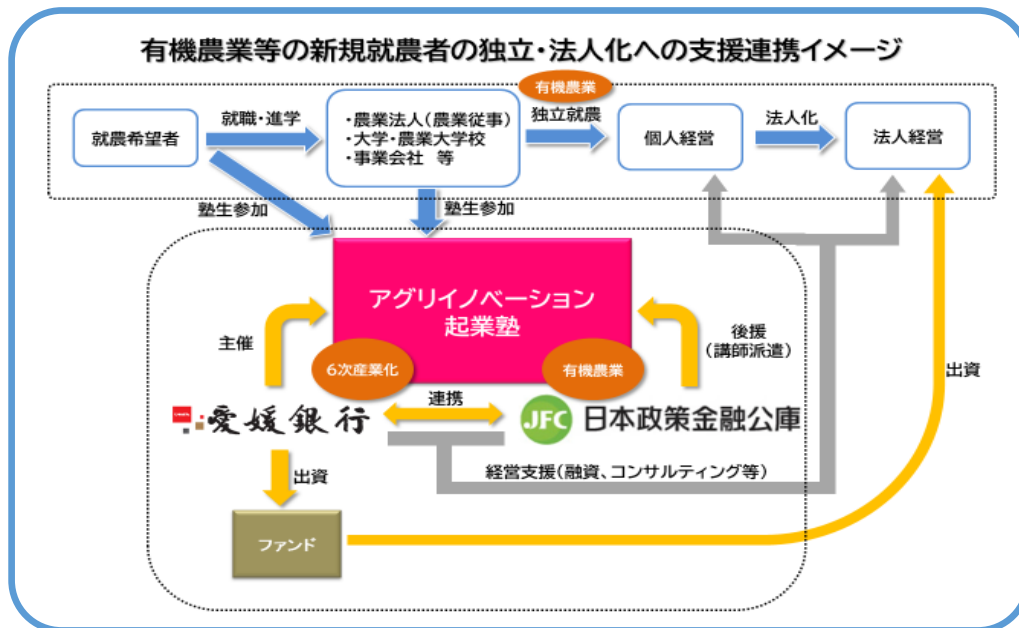 有機農業等の新規就農者の独立・法人化への支援連携イメージ
有機農業
就農希望者
就職・進学
・農業法人(農業従事)
・大学・農業大学校
・事業会社 等
独立就農
個人経営
法人化
法人経営
塾生参加
塾生参加
アグリイノベーション
起業塾
主催
後援
(講師派遣)
6次産業化
有機農業
出資
連携
愛媛銀行
JFC 日本政策金融公庫
経営支援(融資、コンサルティング等)
出資
ファンド